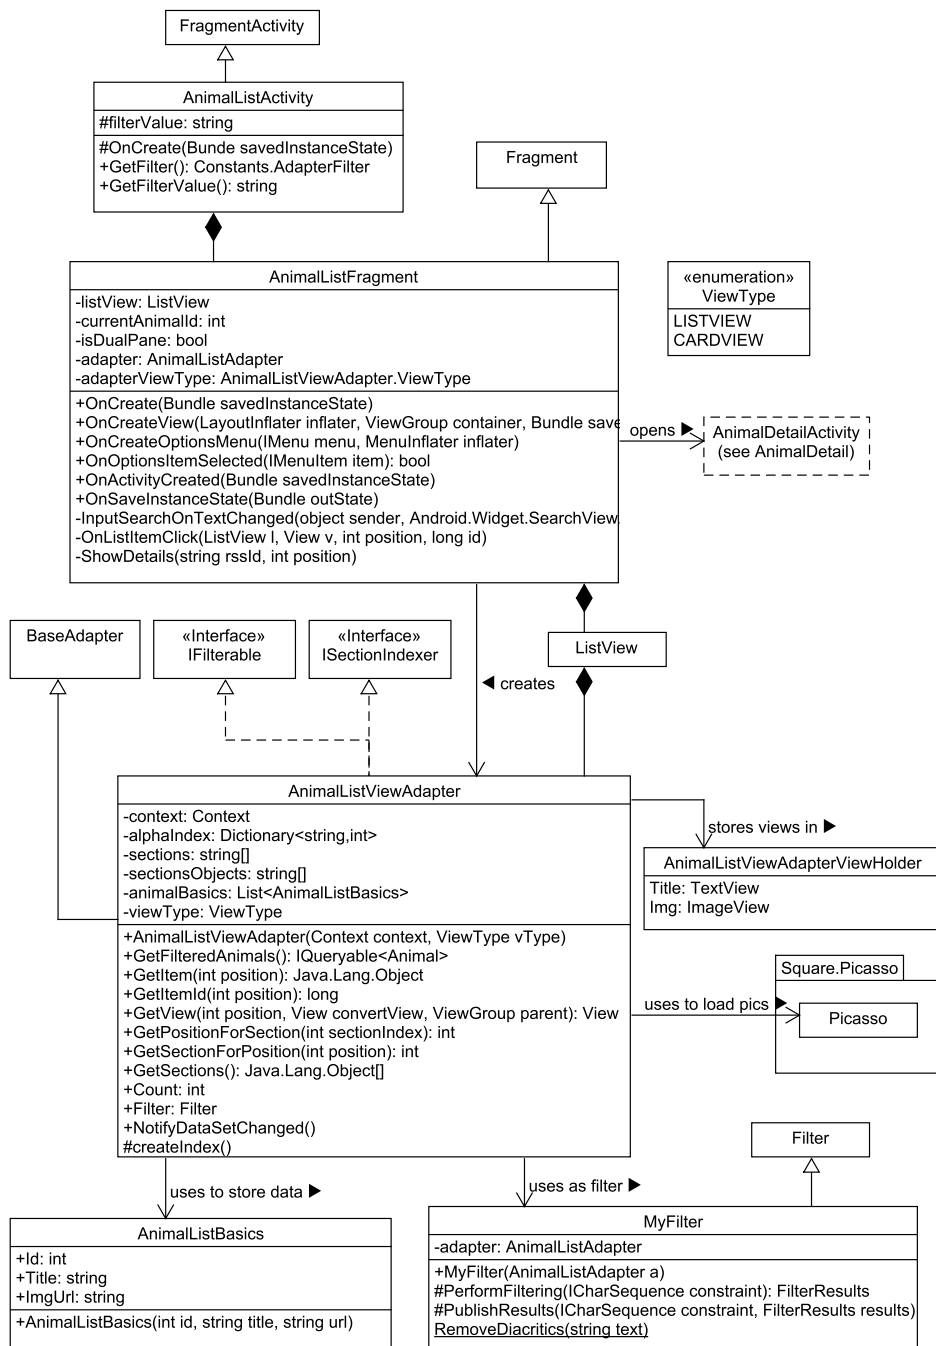 FragmentActivity
AnimalListActivity
#filterValue: string
#OnCreate(Bunde savedInstanceState)
+GetFilter(): Constants.AdapterFilter
+GetFilterValue(): string
Fragment
AnimalListFragment
-listView: ListView
-currentAnimalId: int
-isDualPane: bool
-adapter: AnimalListAdapter
-adapterViewType: AnimalListViewAdapter.ViewType
+OnCreate(Bundle savedInstanceState)
+OnCreateView(LayoutInflater inflater, ViewGroup container, Bundle save
+OnCreateOptionsMenu(IMenu menu, MenuInflater inflater)
+OnOptionsItemSelected(IMenuItem item): bool
+OnActivityCreated(Bundle savedInstanceState)
+OnSaveInstanceState(Bundle outState)
-InputSearchOnTextChanged(object sender, Android.Widget.SearchView.
-OnListItemClick(ListView l, View v, int position, long id)
-ShowDetails(string rssId, int position)
«enumeration»
ViewType
LISTVIEW
CARDVIEW
opens ▶
AnimalDetailActivity
(see AnimalDetail)
BaseAdapter
«Interface»
IFilterable
«Interface»
ISectionIndexer
ListView
◀ creates
AnimalListViewAdapter
-context: Context
-alphaIndex: Dictionary<string,int>
-sections: string[]
-sectionsObjects: string[]
-animalBasics: List<AnimalListBasics>
-viewType: ViewType
+AnimalListViewAdapter(Context context, ViewType vType)
+GetFilteredAnimals(): IQueryable<Animal>
+GetItem(int position): Java.Lang.Object
+GetItemId(int position): long
+GetView(int position, View convertView, ViewGroup parent): View
+GetPositionForSection(int sectionIndex): int
+GetSectionForPosition(int position): int
+GetSections(): Java.Lang.Object[]
+Count: int
+Filter: Filter
+NotifyDataSetChanged()
#createIndex()
stores views in ▶
AnimalListViewAdapterViewHolder
Title: TextView
Img: ImageView
Square.Picasso
uses to load pics ▶
Picasso
Filter
uses to store data ▶
uses as filter ▶
AnimalListBasics
+Id: int
+Title: string
+ImgUrl: string
+AnimalListBasics(int id, string title, string url)
MyFilter
-adapter: AnimalListAdapter
+MyFilter(AnimalListAdapter a)
#PerformFiltering(ICharSequence constraint): FilterResults
#PublishResults(ICharSequence constraint, FilterResults results)
RemoveDiacritics(string text)